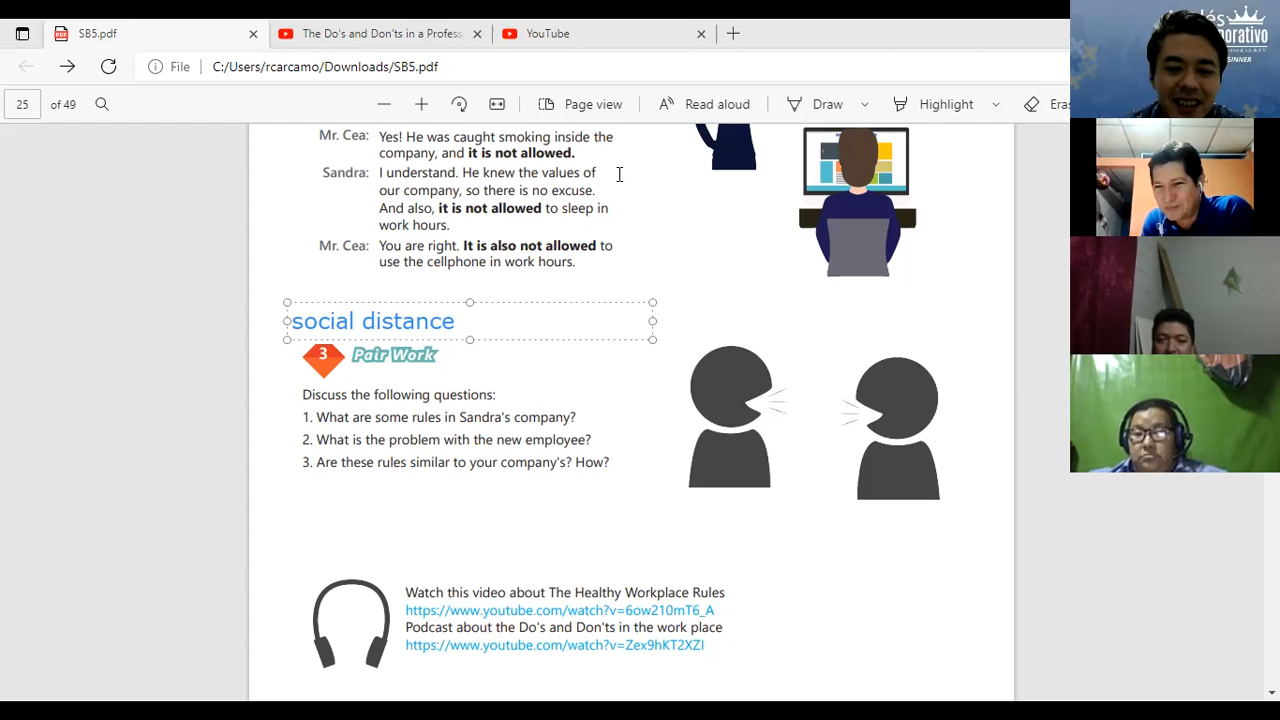 SB5.pdf
The Do's and Don'ts in a Profess
YouTube
File
C:/Users/rcarcamo/Downloads/SB5.pdf
25
of 49
Page view
Read aloud
Draw
Highlight
Eras
Mr. Cea: Yes! He was caught smoking inside the
company, and it is not allowed.
Sandra: I understand. He knew the values of
our company, so there is no excuse.
And also, it is not allowed to sleep in
work hours.
Mr. Cea: You are right. It is also not allowed to
use the cellphone in work hours.
social distance
3 Pair Work
Discuss the following questions:
1. What are some rules in Sandra's company?
2. What is the problem with the new employee?
3. Are these rules similar to your company's? How?
Watch this video about The Healthy Workplace Rules
https://www.youtube.com/watch?v=6ow210mT6_A
Podcast about the Do's and Don'ts in the work place
https://www.youtube.com/watch?v=Zex9hKT2XZI